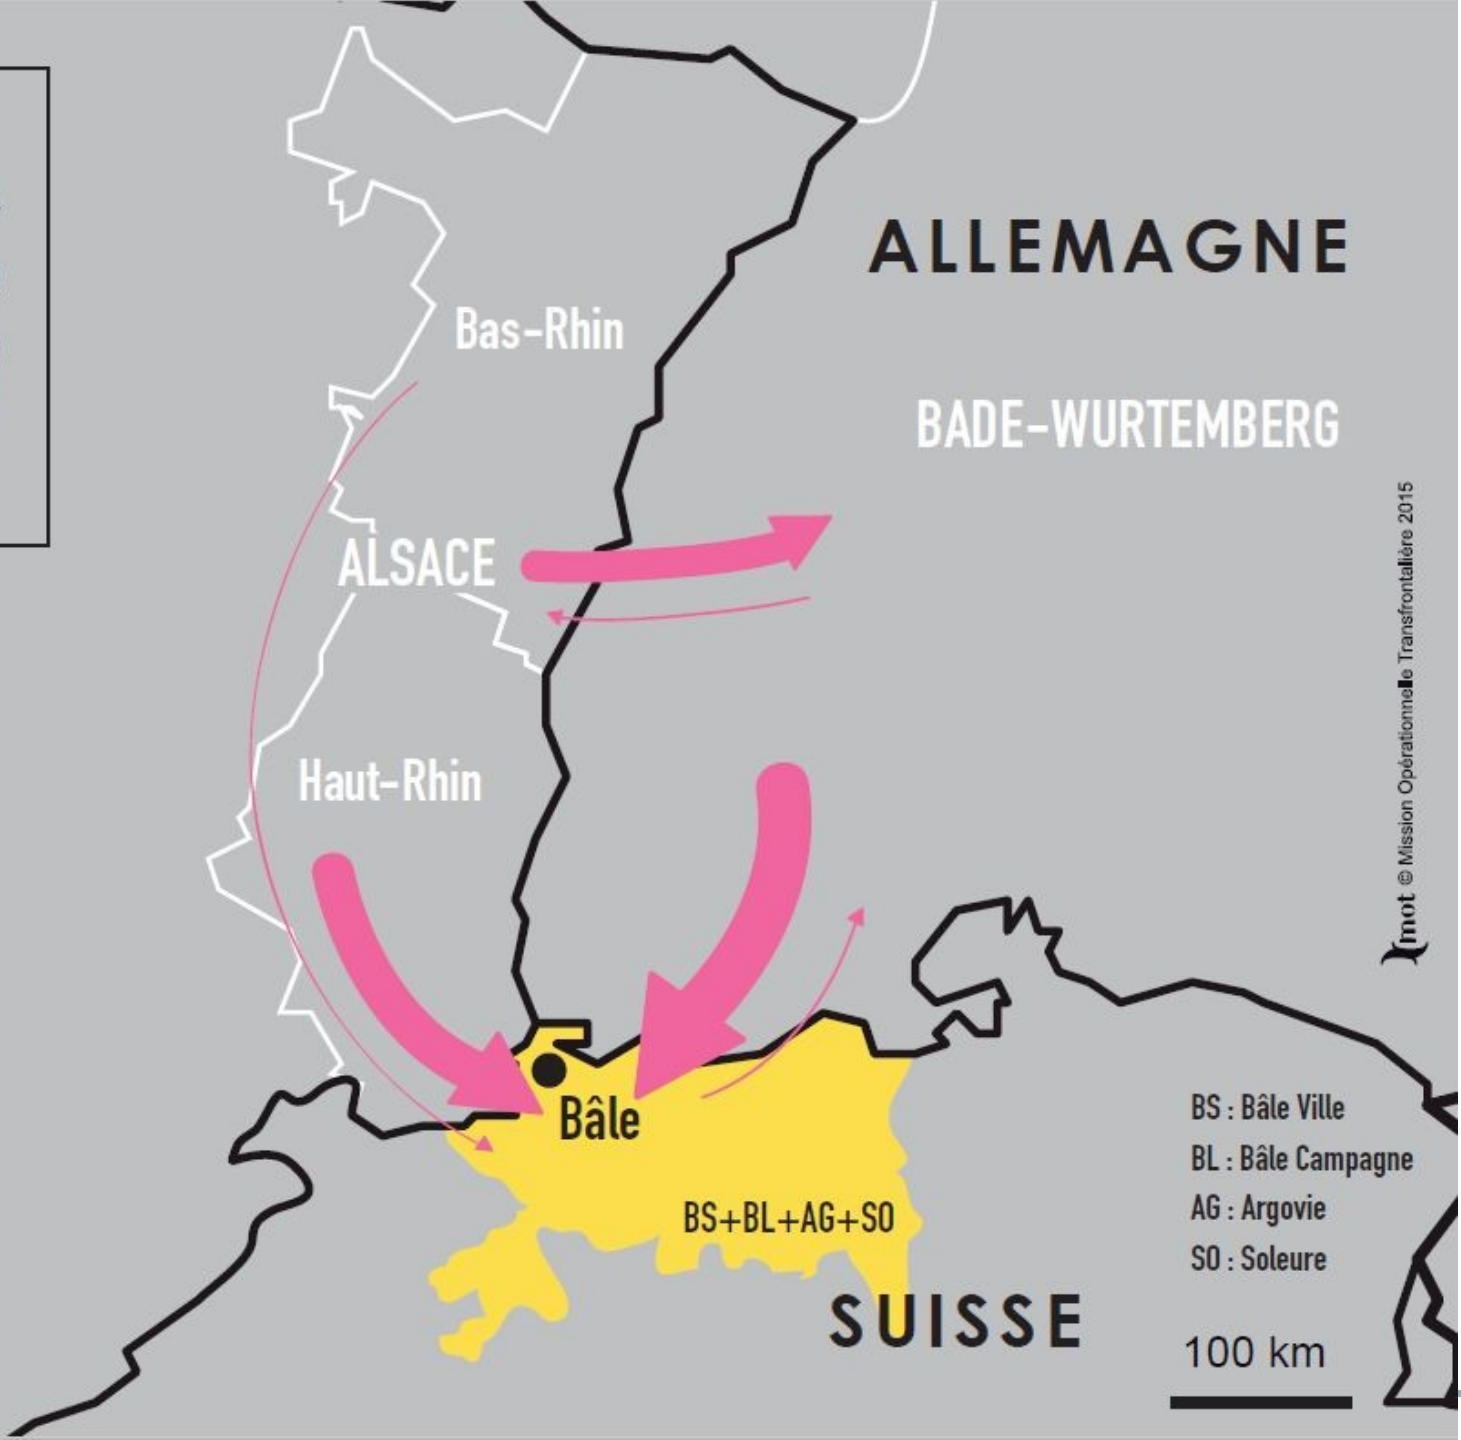 ALLEMAGNE
Bas-Rhin
BADE-WURTEMBERG
ALSACE
Haut-Rhin
Bâle
BS+BL+AG+SO
SUISSE
BS : Bâle Ville
BL : Bâle Campagne
AG : Argovie
SO : Soleure
100 km
mot © Mission Opérationnelle Transfrontalière 2015